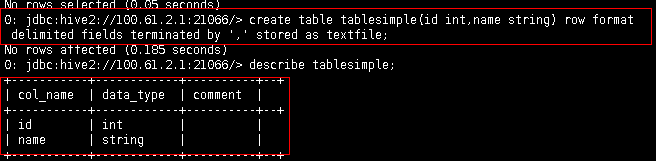 No rows selected (0.05 seconds)
0: jdbc:hive2://100.61.2.1:21066/> create table tablesimple(id int,name string) row format
delimited fields terminated by ',' stored as textfile;
No rows affected (0.185 seconds)
0: jdbc:hive2://100.61.2.1:21066/> describe tablesimple;
+-----------+------------+----------+--+
| col_name | data_type | comment | |
+-----------+------------+----------+--+
| id | int | | |
| name | string | | |
+-----------+------------+----------+--+